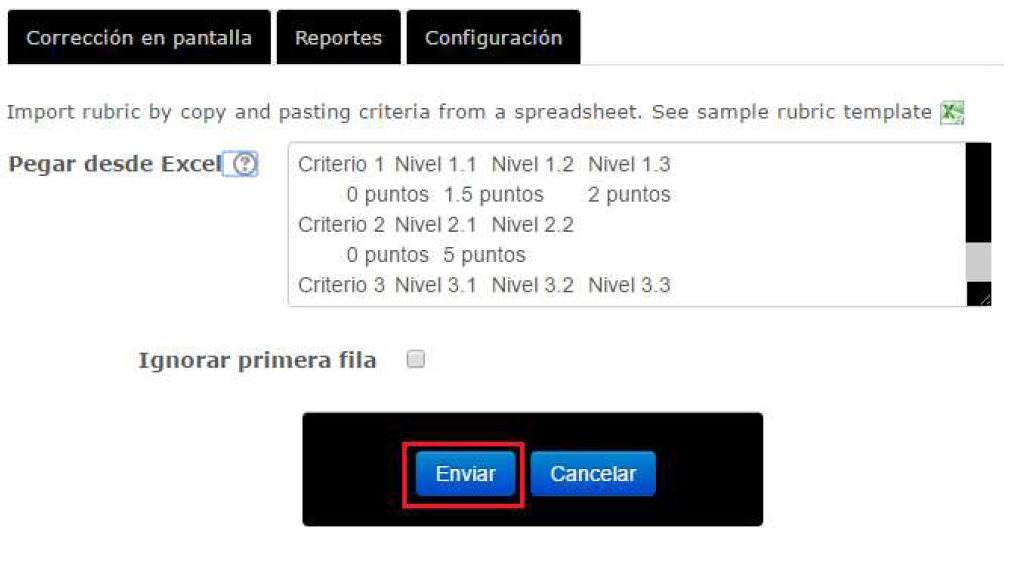 Corrección en pantalla Reportes Configuración
Import rubric by copy and pasting criteria from a spreadsheet. See sample rubric template
Pegar desde Excel
Criterio 1 Nivel 1.1 Nivel 1.2 Nivel 1.3
0 puntos 1.5 puntos 2 puntos
Criterio 2 Nivel 2.1 Nivel 2.2
0 puntos 5 puntos
Criterio 3 Nivel 3.1 Nivel 3.2 Nivel 3.3
Ignorar primera fila
Enviar Cancelar